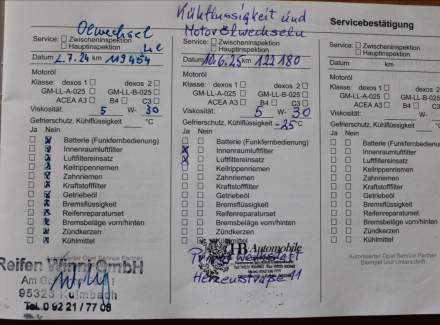 Oelwechsel
Service: ☐ Zwischeninspektion
☐ Hauptinspektion
Datum 2.7.24 km 119454
Motoröl
Klasse: dexos 1 ☐ dexos 2 ☐
GM-LL-A-025 ☐ GM-LL-B-025 ☐
ACEA A3 ☐ B4 ☐ C3 ☐
Viskosität: 5 W- 30
Gefrierschutz, Kühlflüssigkeit °C
Ja Nein
Batterie (Funkfernbedienung)
Innenraumluftfilter
Luftfiltereinsatz
Keilrippenriemen
Zahnriemen
Kraftstofffilter
Getriebeöl
Bremsflüssigkeit
Reifenreparaturset
Bremsbeläge vorn/hinten
Zündkerzen
Kühlmittel
Reifen Winni GmbH
95326 Kulmbach
Tel. 0 92 21 / 77 08
Kühlflüssigkeit und
Motorölwechseln
Service: ☐ Zwischeninspektion
☐ Hauptinspektion
Datum 10.6.25 km 122180
Motoröl
Klasse: dexos 1 ☐ dexos 2 ☐
GM-LL-A-025 ☐ GM-LL-B-025 ☐
ACEA A3 ☐ B4 ☐ C3 ☐
Viskosität: 5 W- 30
Gefrierschutz, Kühlflüssigkeit -25 °C
Ja Nein
Batterie (Funkfernbedienung)
Innenraumluftfilter
Luftfiltereinsatz
Keilrippenriemen
Zahnriemen
Kraftstofffilter
Getriebeöl
Bremsflüssigkeit
Reifenreparaturset
Bremsbeläge vorn/hinten
Zündkerzen
Kühlmittel
Automobile
Servicebestätigung
Service: ☐ Zwischeninspektion
☐ Hauptinspektion
Datum km
Motoröl
Klasse: dexos 1 ☐ dexos 2 ☐
GM-LL-A-025 ☐ GM-LL-B-025 ☐
ACEA A3 ☐ B4 ☐ C3 ☐
Viskosität: W-
Gefrierschutz, Kühlflüssigkeit °C
Ja Nein
Batterie (Funkfernbedienung)
Innenraumluftfilter
Luftfiltereinsatz
Keilrippenriemen
Zahnriemen
Kraftstofffilter
Getriebeöl
Bremsflüssigkeit
Reifenreparaturset
Bremsbeläge vorn/hinten
Zündkerzen
Kühlmittel
Autorisierter Opel Service Partner
Stempel und Unterschrift